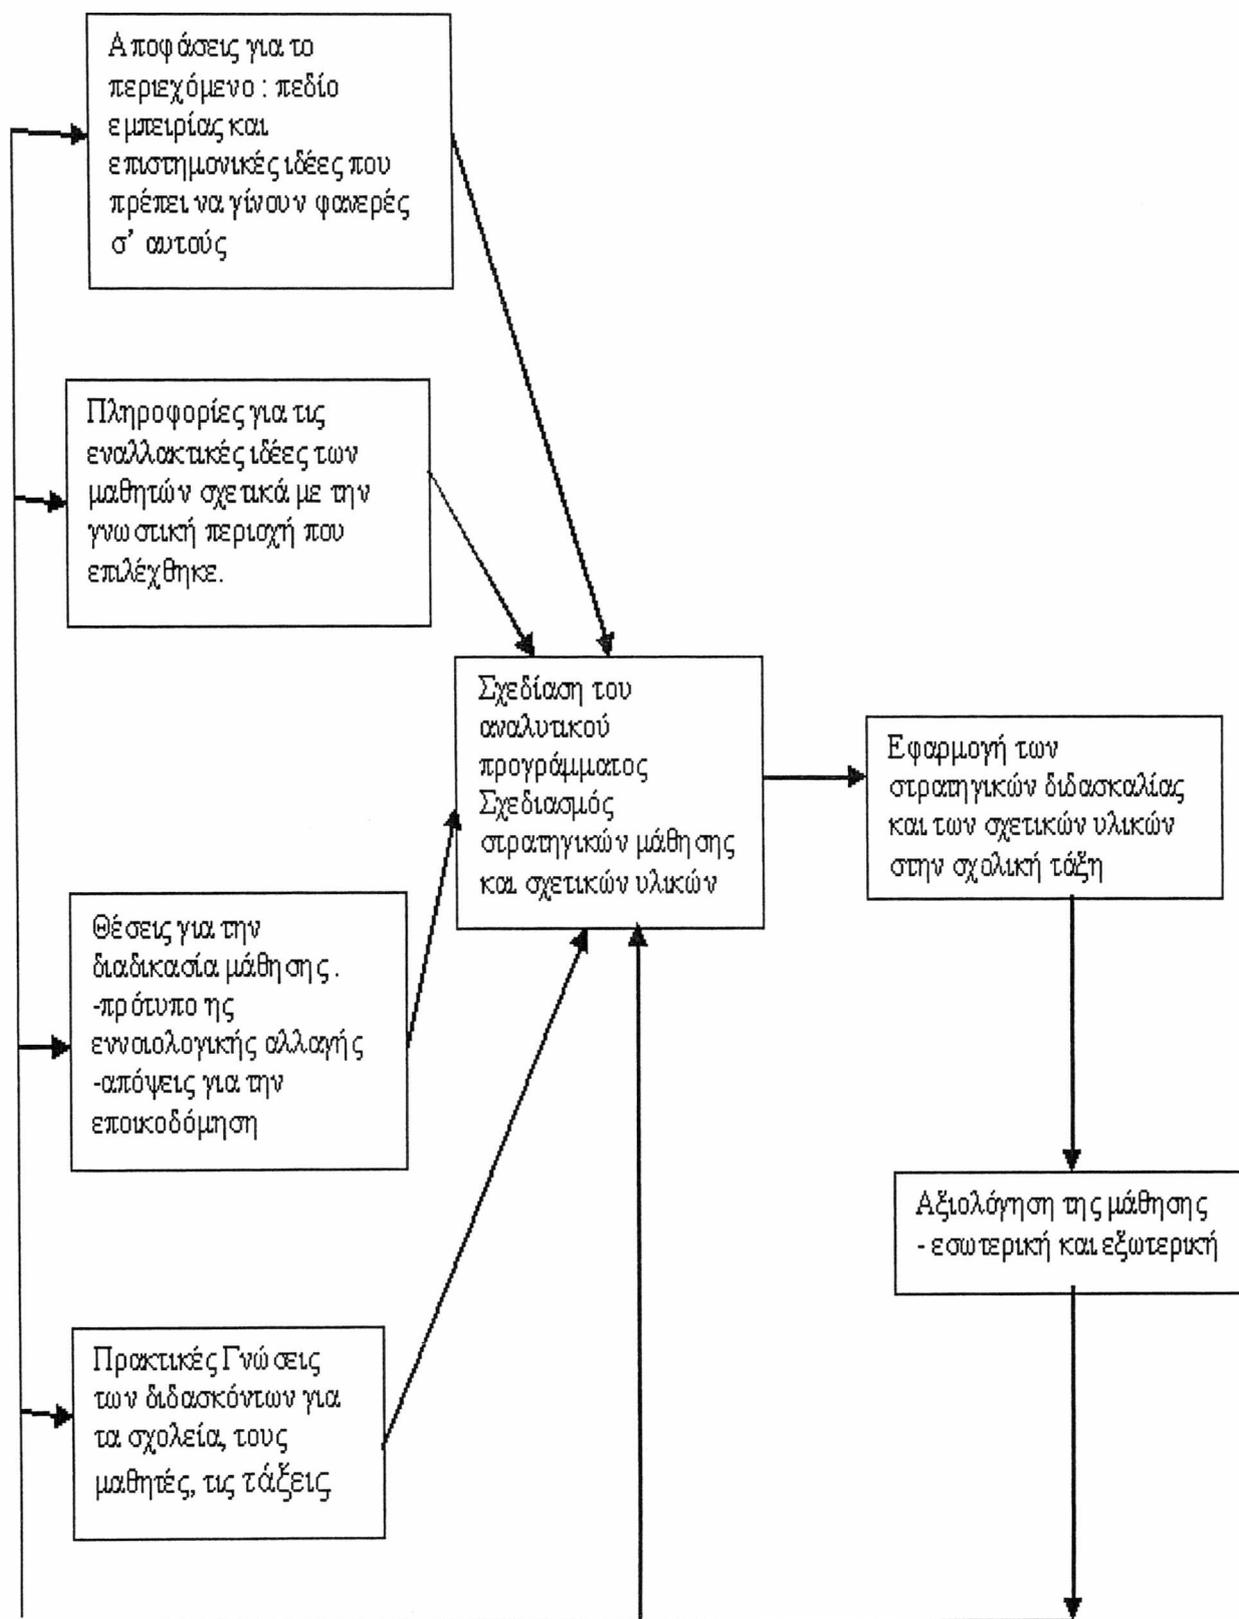 Αποφάσεις για το
περιεχόμενο : πεδίο
εμπειρίας και
επιστημονικές ιδέες που
πρέπει να γίνουν φανερές
σ' αυτούς
Πληροφορίες για τις
εναλλακτικές ιδέες των
μαθητών σχετικά με την
γνωστική περιοχή που
επιλέχθηκε.
Σχεδίαση του
αναλυτικού
προγράμματος
Σχεδιασμός
στρατηγικών μάθησης
και σχετικών υλικών
Εφαρμογή των
στρατηγικών διδασκαλίας
και των σχετικών υλικών
στην σχολική τάξη
Θέσεις για την
διαδικασία μάθησης .
-πρότυπο ης
εννοιολογικής αλλαγής
-απόψεις για την
εποικοδόμηση
Αξιολόγηση της μάθησης
- εσωτερική και εξωτερική
Πρακτικές Γνώσεις
των διδασκόντων για
τα σχολεία, τους
μαθητές, τις τάξεις.